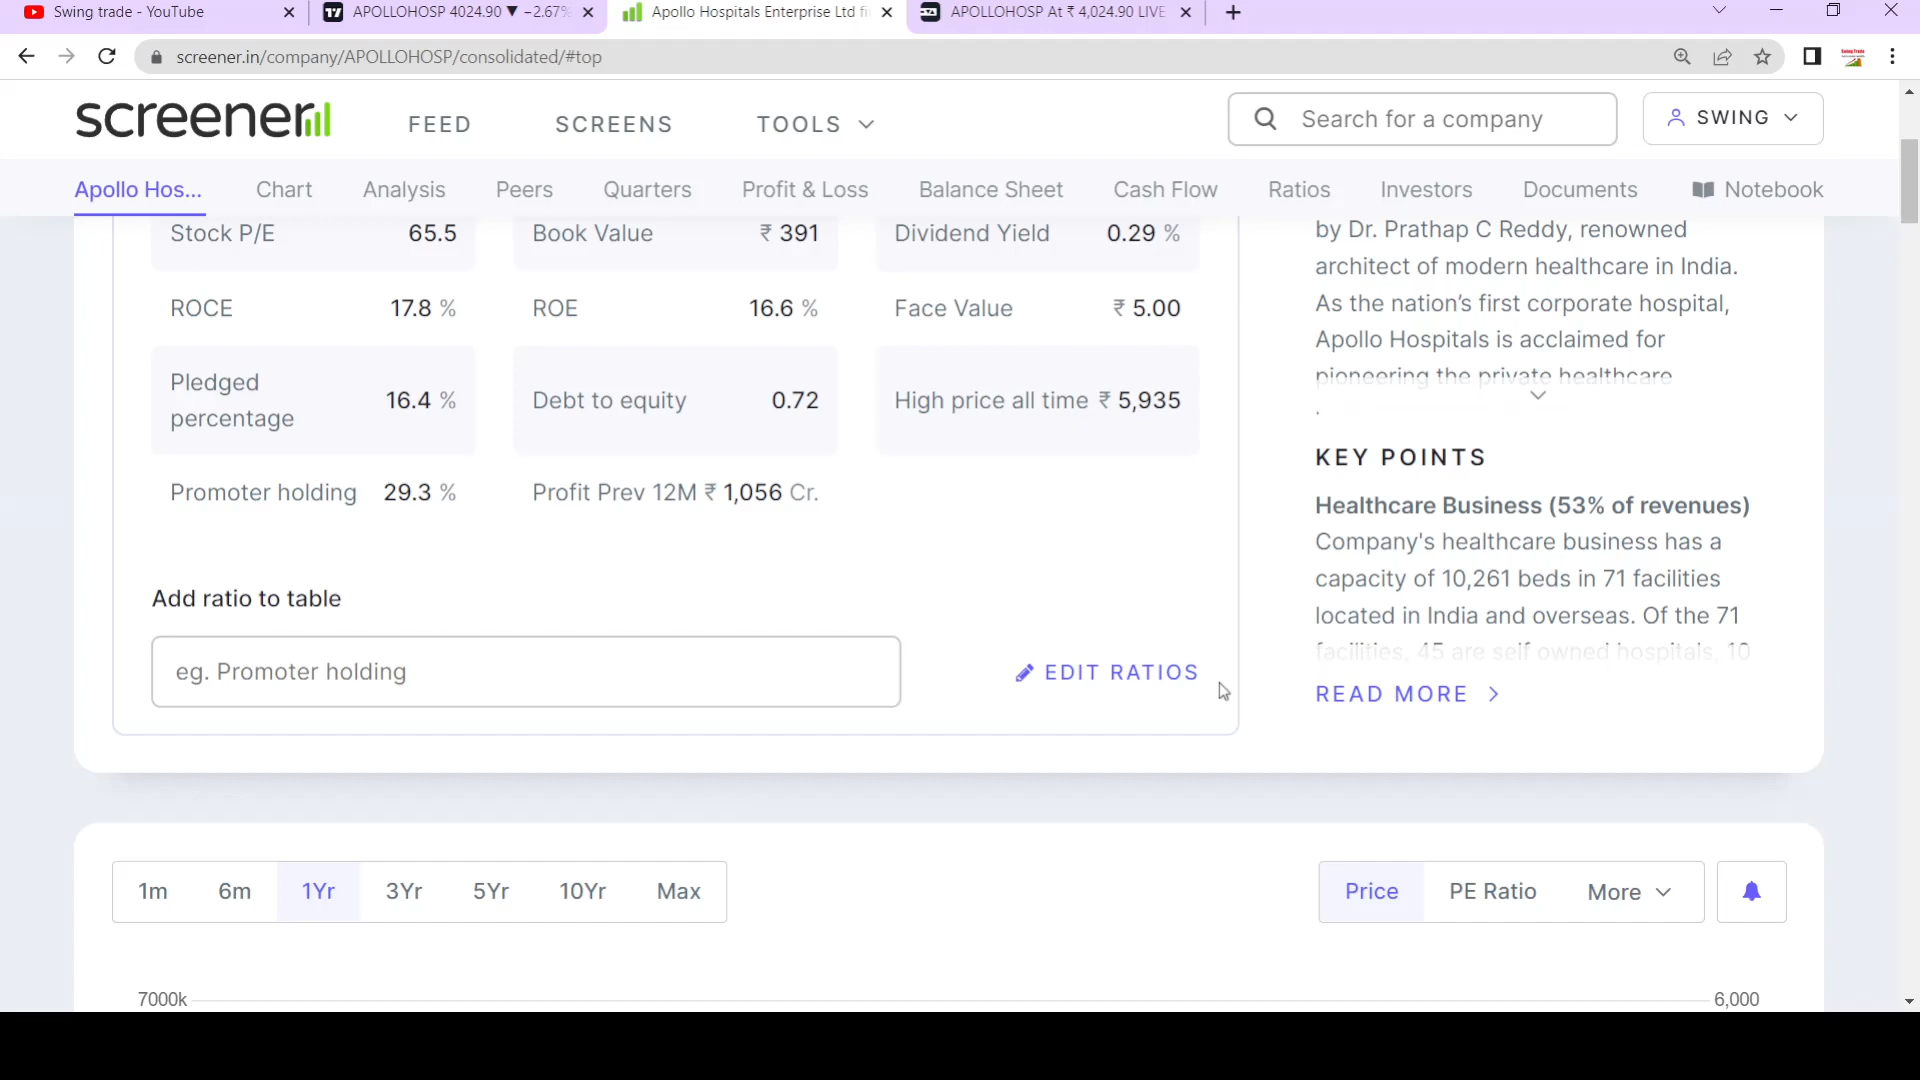 Swing trade - YouTube
APOLLOHOSP 4024.90 ▼ −2.67%
Apollo Hospitals Enterprise Ltd fi
APOLLOHOSP At ₹ 4,024.90 LIVE
screener.in/company/APOLLOHOSP/consolidated/#top
screener
FEED
SCREENS
TOOLS
Search for a company
SWING
Apollo Hos...
Chart
Analysis
Peers
Quarters
Profit & Loss
Balance Sheet
Cash Flow
Ratios
Investors
Documents
Notebook
Stock P/E 65.5
Book Value ₹ 391
Dividend Yield 0.29 %
ROCE 17.8 %
ROE 16.6 %
Face Value ₹ 5.00
Pledged
percentage
16.4 %
Debt to equity 0.72
High price all time ₹ 5,935
Promoter holding 29.3 %
Profit Prev 12M ₹ 1,056 Cr.
Add ratio to table
eg. Promoter holding
EDIT RATIOS
by Dr. Prathap C Reddy, renowned
architect of modern healthcare in India.
As the nation’s first corporate hospital,
Apollo Hospitals is acclaimed for
pioneering the private healthcare
.
KEY POINTS
Healthcare Business (53% of revenues)
Company's healthcare business has a
capacity of 10,261 beds in 71 facilities
located in India and overseas. Of the 71
facilities, 45 are self owned hospitals, 10
READ MORE
1m
6m
1Yr
3Yr
5Yr
10Yr
Max
Price
PE Ratio
More
7000k
6,000